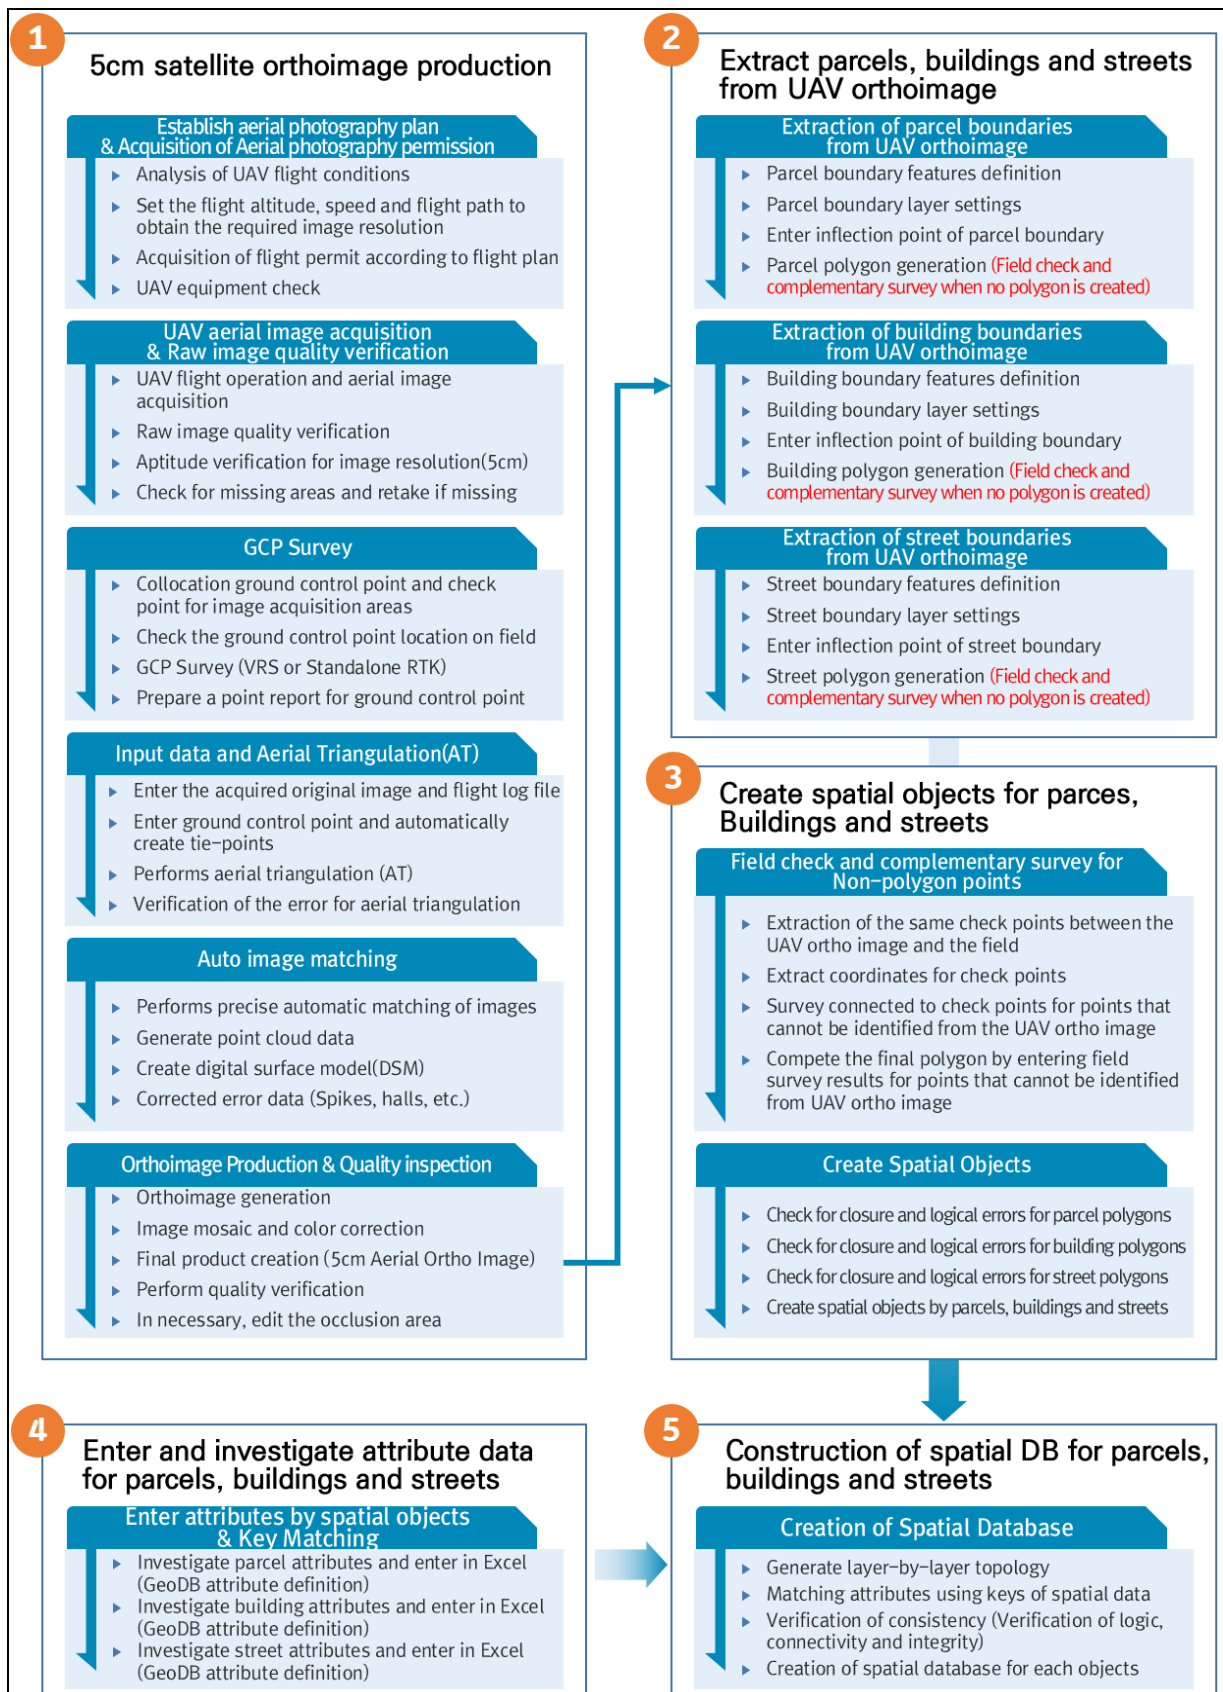 1
5cm satellite orthoimage production
Establish aerial photography plan
& Acquisition of Aerial photography permission
Analysis of UAV flight conditions
Set the flight altitude, speed and flight path to
obtain the required image resolution
Acquisition of flight permit according to flight plan
UAV equipment check
UAV aerial image acquisition
& Raw image quality verification
UAV flight operation and aerial image
acquisition
Raw image quality verification
Aptitude verification for image resolution(5cm)
Check for missing areas and retake if missing
GCP Survey
Collocation ground control point and check
point for image acquisition areas
Check the ground control point location on field
GCP Survey (VRS or Standalone RTK)
Prepare a point report for ground control point
Input data and Aerial Triangulation(AT)
Enter the acquired original image and flight log file
Enter ground control point and automatically
create tie-points
Performs aerial triangulation (AT)
Verification of the error for aerial triangulation
Auto image matching
Performs precise automatic matching of images
Generate point cloud data
Create digital surface model(DSM)
Corrected error data (Spikes, halls, etc.)
Orthoimage Production & Quality inspection
Orthoimage generation
Image mosaic and color correction
Final product creation (5cm Aerial Ortho Image)
Perform quality verification
In necessary, edit the occlusion area
2
Extract parcels, buildings and streets
from UAV orthoimage
Extraction of parcel boundaries
from UAV orthoimage
Parcel boundary features definition
Parcel boundary layer settings
Enter inflection point of parcel boundary
Parcel polygon generation (Field check and
complementary survey when no polygon is created)
Extraction of building boundaries
from UAV orthoimage
Building boundary features definition
Building boundary layer settings
Enter inflection point of building boundary
Building polygon generation (Field check and
complementary survey when no polygon is created)
Extraction of street boundaries
from UAV orthoimage
Street boundary features definition
Street boundary layer settings
Enter inflection point of street boundary
Street polygon generation (Field check and
complementary survey when no polygon is created)
3
Create spatial objects for parces,
Buildings and streets
Field check and complementary survey for
Non-polygon points
Extraction of the same check points between the
UAV ortho image and the field
Extract coordinates for check points
Survey connected to check points for points that
cannot be identified from the UAV ortho image
Compete the final polygon by entering field
survey results for points that cannot be identified
from UAV ortho image
Create Spatial Objects
Check for closure and logical errors for parcel polygons
Check for closure and logical errors for building polygons
Check for closure and logical errors for street polygons
Create spatial objects by parcels, buildings and streets
4
Enter and investigate attribute data
for parcels, buildings and streets
Enter attributes by spatial objects
& Key Matching
Investigate parcel attributes and enter in Excel
(GeoDB attribute definition)
Investigate building attributes and enter in Excel
(GeoDB attribute definition)
Investigate street attributes and enter in Excel
(GeoDB attribute definition)
5
Construction of spatial DB for parcels,
buildings and streets
Creation of Spatial Database
Generate layer-by-layer topology
Matching attributes using keys of spatial data
Verification of consistency (Verification of logic,
connectivity and integrity)
Creation of spatial database for each objects